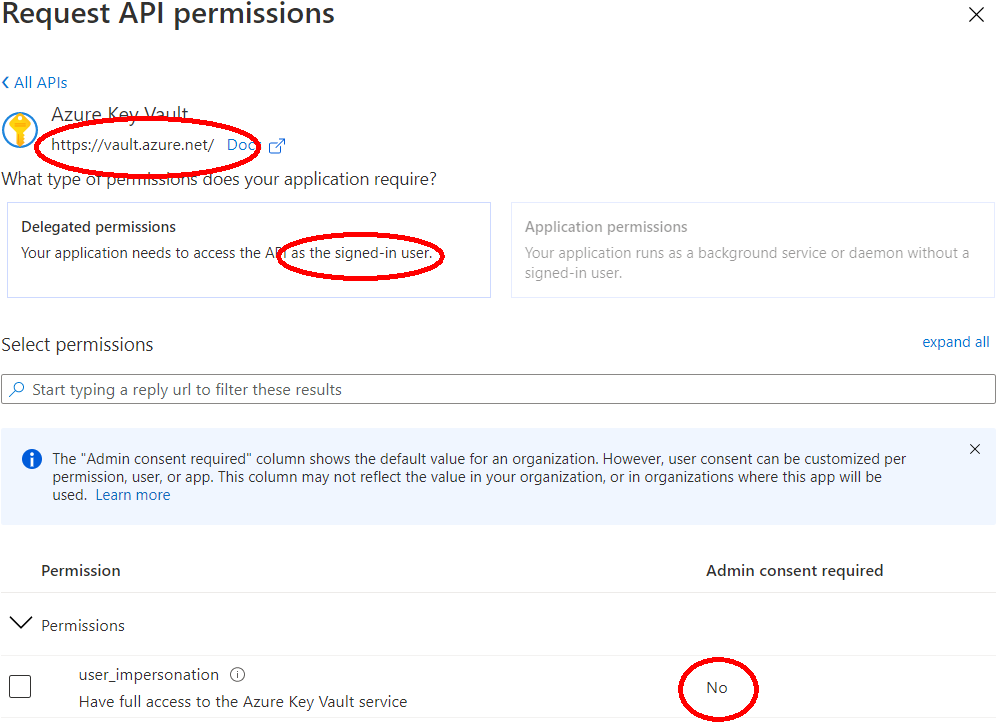 Request API permissions
All APIs
Azure Key Vault
https://vault.azure.net/ Docs
What type of permissions does your application require?
Delegated permissions
Your application needs to access the API as the signed-in user.
Application permissions
Your application runs as a background service or daemon without a
signed-in user.
Select permissions
expand all
Start typing a reply url to filter these results
The "Admin consent required" column shows the default value for an organization. However, user consent can be customized per
permission, user, or app. This column may not reflect the value in your organization, or in organizations where this app will be
used. Learn more
Permission Admin consent required
Permissions
user_impersonation
Have full access to the Azure Key Vault service
No